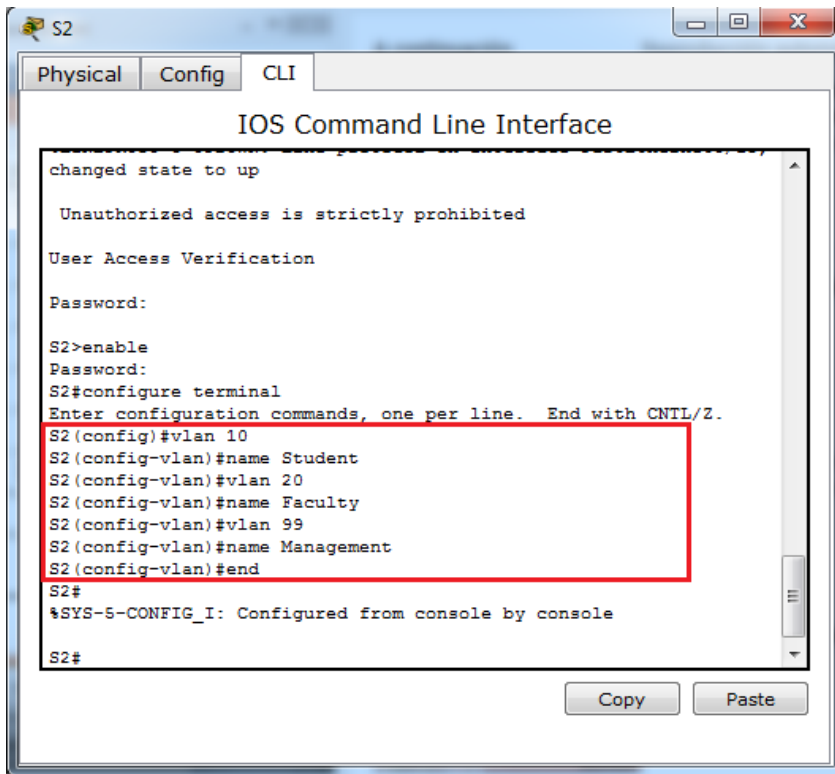 S2
Physical
Config
CLI
IOS Command Line Interface
changed state to up
Unauthorized access is strictly prohibited
User Access Verification
Password:
S2>enable
Password:
S2#configure terminal
Enter configuration commands, one per line.  End with CNTL/Z.
S2(config)#vlan 10
S2(config-vlan)#name Student
S2(config-vlan)#vlan 20
S2(config-vlan)#name Faculty
S2(config-vlan)#vlan 99
S2(config-vlan)#name Management
S2(config-vlan)#end
S2#
%SYS-5-CONFIG_I: Configured from console by console
S2#
Copy
Paste